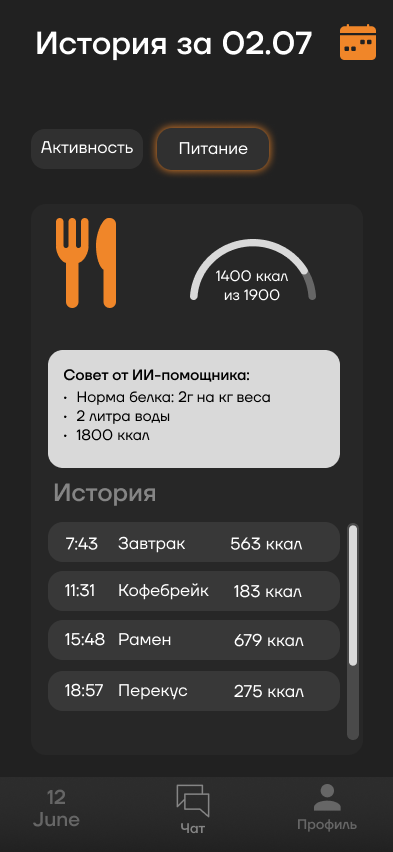 История за 02.07
Активность
Питание
1400 ккал
из 1900
Совет от ИИ-помощника:
· Норма белка: 2г на кг веса
· 2 литра воды
· 1800 ккал
История
7:43 Завтрак 563 ккал
11:31 Кофебрейк 183 ккал
15:48 Рамен 679 ккал
18:57 Перекус 275 ккал
12
June
Чат
Профиль